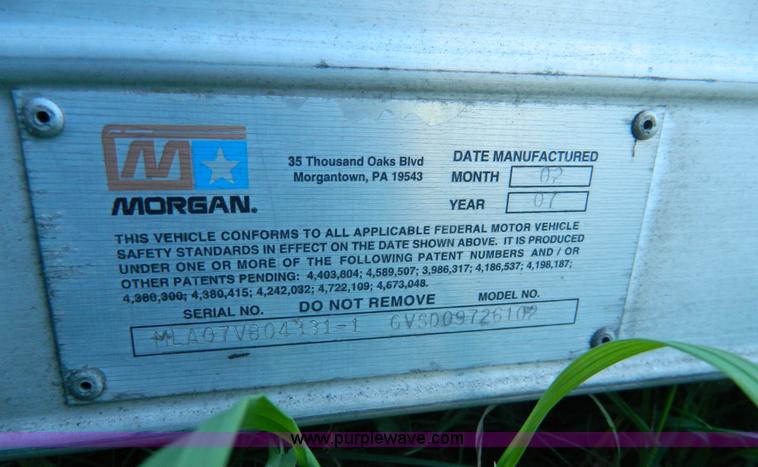 M
MORGAN.
35 Thousand Oaks Blvd
Morgantown, PA 19543
DATE MANUFACTURED
MONTH 02
YEAR 07
THIS VEHICLE CONFORMS TO ALL APPLICABLE FEDERAL MOTOR VEHICLE
SAFETY STANDARDS IN EFFECT ON THE DATE SHOWN ABOVE. IT IS PRODUCED
UNDER ONE OR MORE OF THE FOLLOWING PATENT NUMBERS AND / OR
OTHER PATENTS PENDING: 4,403,804; 4,589,507; 3,986,317; 4,186,537; 4,198,187;
4,380,300; 4,380,415; 4,242,032; 4,722,109; 4,673,048.
SERIAL NO. DO NOT REMOVE MODEL NO.
GVSD09726102
www.purplewave.com